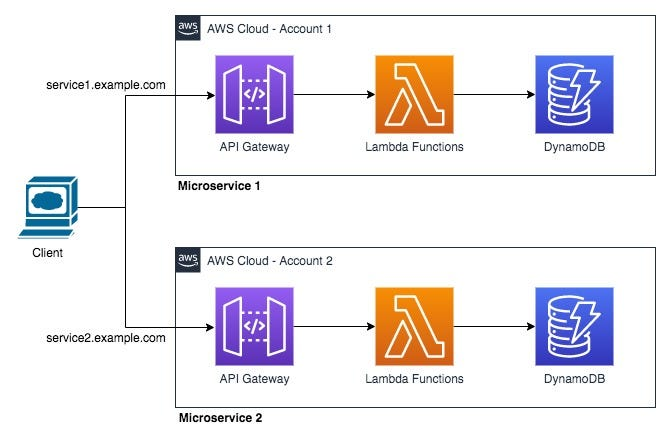 aws
AWS Cloud - Account 1
service1.example.com
</>
API Gateway
Lambda Functions
DynamoDB
Microservice 1
Client
aws
AWS Cloud - Account 2
service2.example.com
</>
API Gateway
Lambda Functions
DynamoDB
Microservice 2